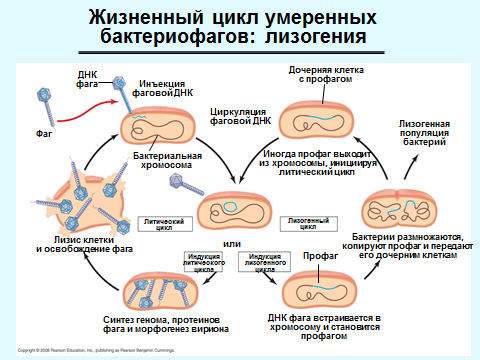 Жизненный цикл умеренных
бактериофагов: лизогения
ДНК
фага
Инъекция
фаговой ДНК
Фаг
Бактериальная
хромосома
Циркуляция
фаговой ДНК
Дочерняя клетка
с профагом
Лизогенная
популяция
бактерий
Иногда профаг выходит
из хромосомы, инициируя
литический цикл
Лизис клетки
и освобождение фага
Литический
цикл
Лизогенный
цикл
Бактерии размножаются,
копируют профаг и передают
его дочерним клеткам
или
Индукция
литического
цикла
Индукция
лизогенного
цикла
Профаг
Синтез генома, протеинов
фага и морфогенез вириона
ДНК фага встраивается в
хромосому и становится
профагом
Copyright © 2008 Pearson Education, Inc., publishing as Pearson Benjamin Cummings.